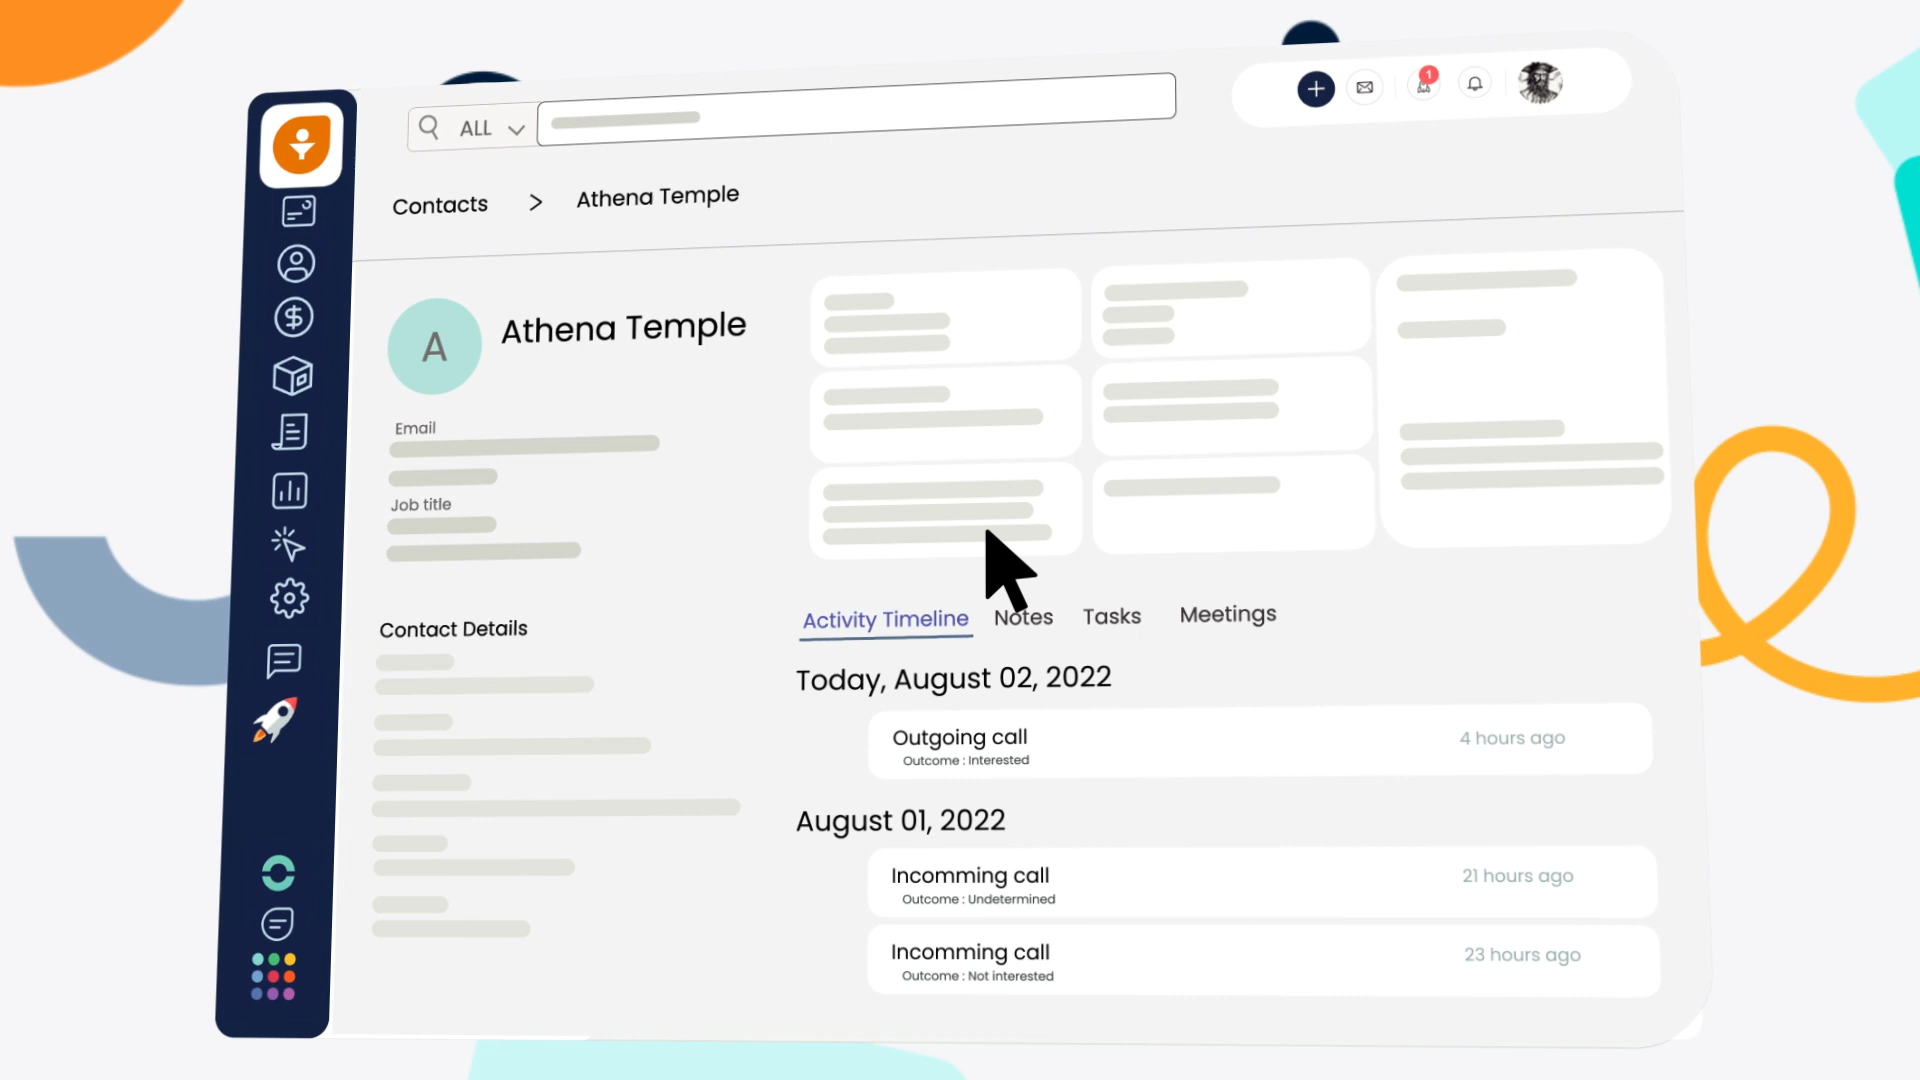 ALL
1
Contacts > Athena Temple
A
Athena Temple
Email
Job title
Contact Details
Activity Timeline Notes Tasks Meetings
Today, August 02, 2022
Outgoing call 4 hours ago
Outcome : Interested
August 01, 2022
Incomming call 21 hours ago
Outcome : Undetermined
Incomming call 23 hours ago
Outcome : Not interested